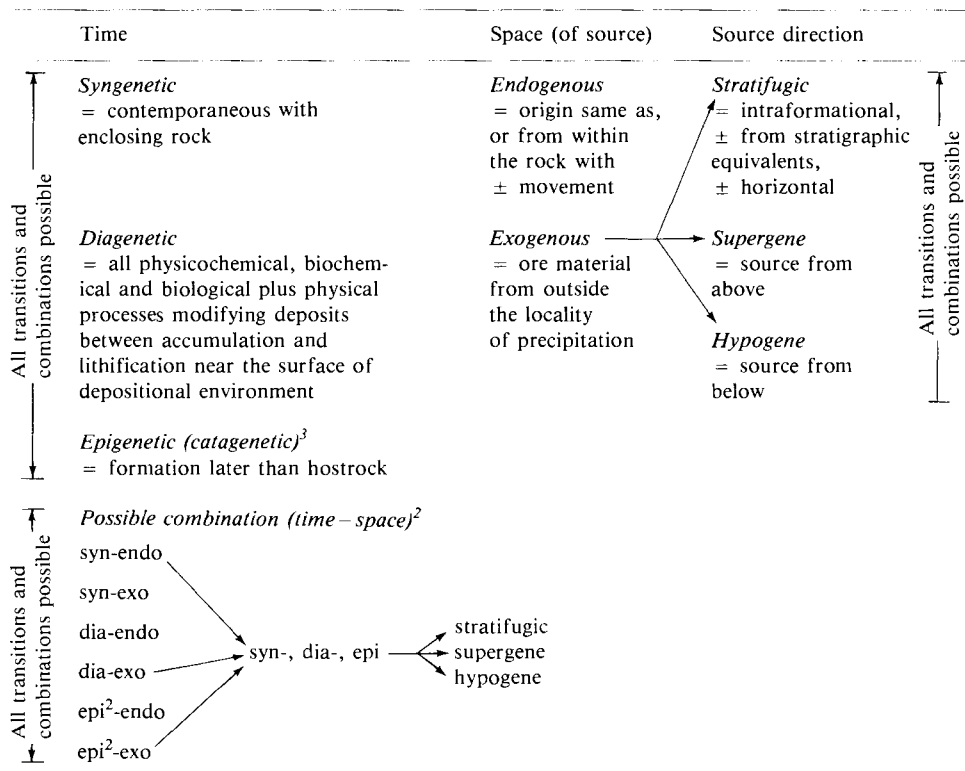 Time
Space (of source)
Source direction
All transitions and
combinations possible
Syngenetic
= contemporaneous with
enclosing rock
Diagenetic
= all physicochemical, biochem-
ical and biological plus physical
processes modifying deposits
between accumulation and
lithification near the surface of
depositional environment
Epigenetic (catagenetic)³
= formation later than hostrock
Endogenous
= origin same as,
or from within
the rock with
± movement
Exogenous
= ore material
from outside
the locality
of precipitation
Stratifugic
= intraformational,
± from stratigraphic
equivalents,
± horizontal
Supergene
= source from
above
Hypogene
= source from
below
All transitions and
combinations possible
All transitions and
combinations possible
Possible combination (time – space)²
syn-endo
syn-exo
dia-endo
dia-exo
epi²-endo
epi²-exo
syn-, dia-, epi
stratifugic
supergene
hypogene